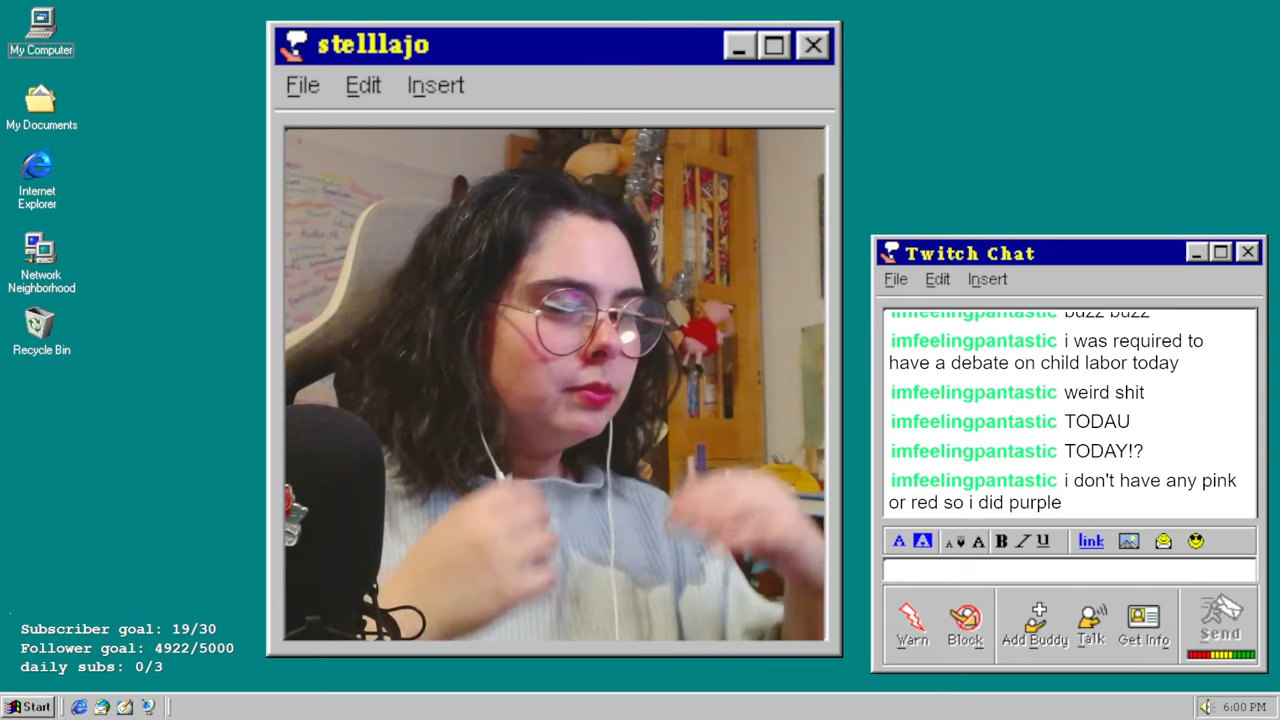 My Computer
My Documents
Internet
Explorer
Network
Neighborhood
Recycle Bin
stelllajo
File Edit Insert
Twitch Chat
File Edit Insert
imfeelingpantastic buzz buzz
imfeelingpantastic i was required to
have a debate on child labor today
imfeelingpantastic weird shit
imfeelingpantastic TODAU
imfeelingpantastic TODAY!?
imfeelingpantastic i don't have any pink
or red so i did purple
A A A A B I U link
Warn Block Add Buddy Talk Get Info Send
Subscriber goal: 19/30
Follower goal: 4922/5000
daily subs: 0/3
Start
6:00 PM